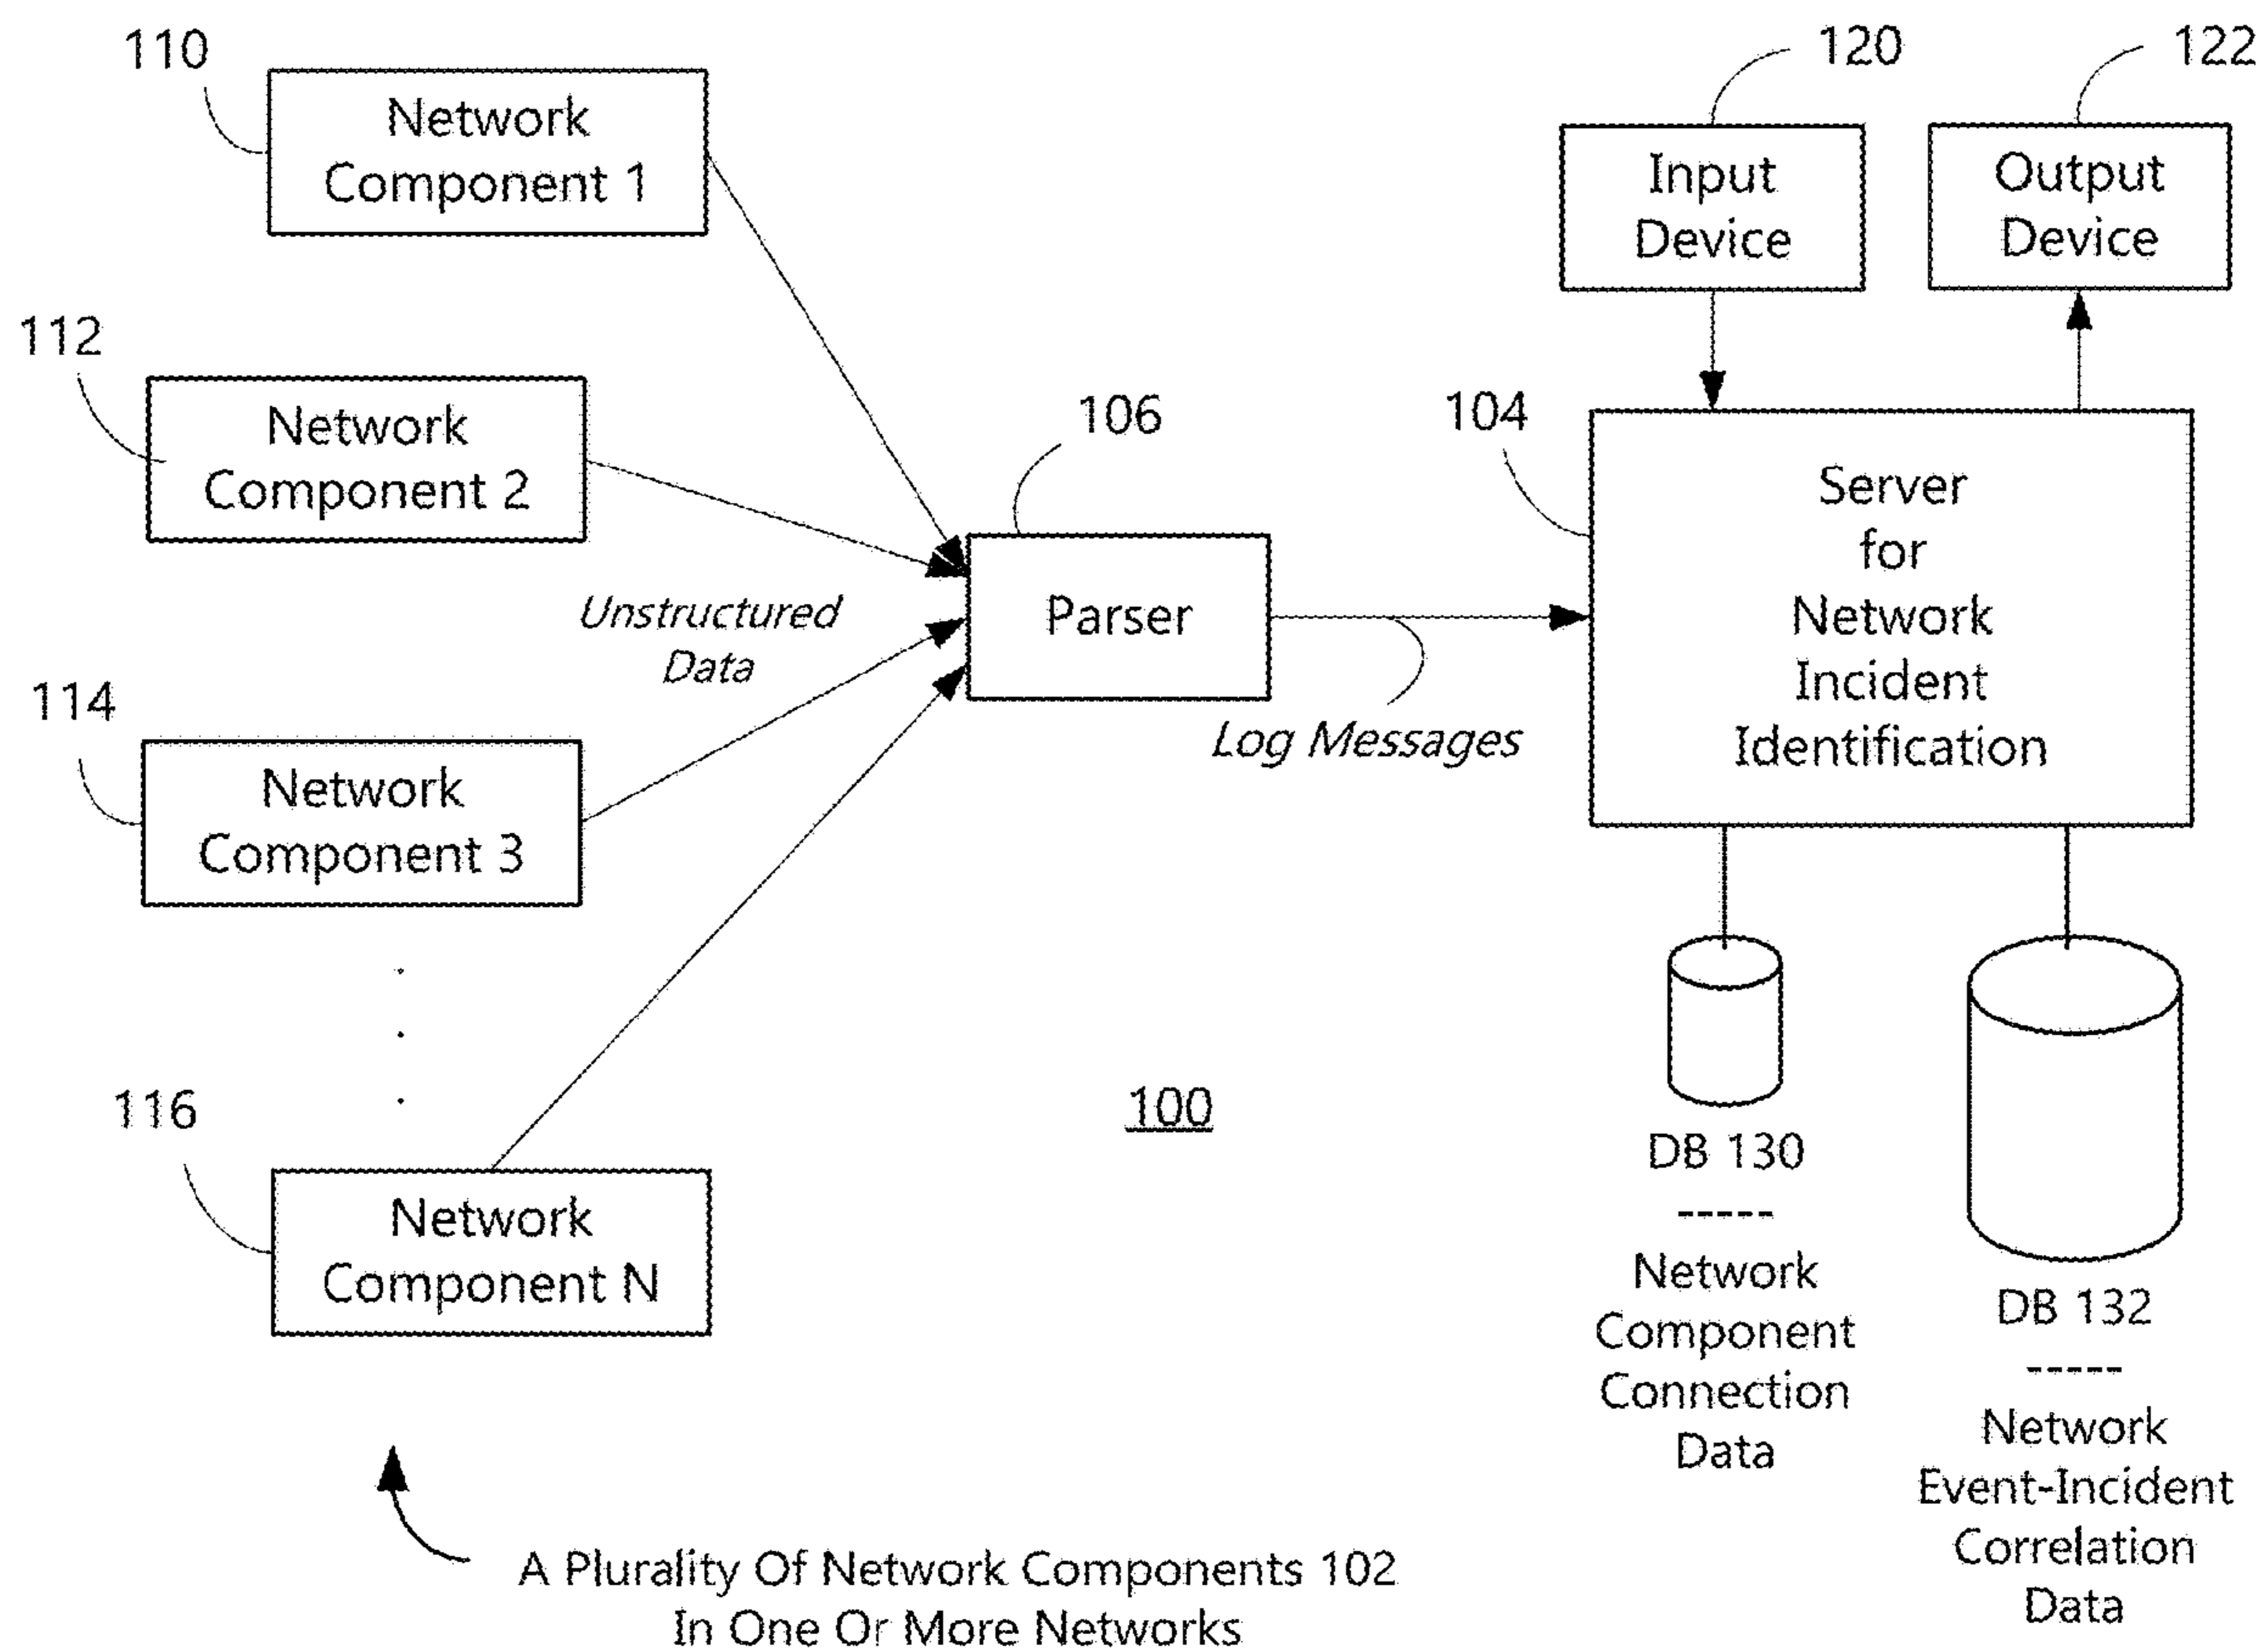 110
Network
Component 1
112
Network
Component 2
114
Network
Component 3
116
Network
Component N
A Plurality Of Network Components 102
In One Or More Networks
Unstructured
Data
106
Parser
Log Messages
100
120
Input
Device
122
Output
Device
104
Server
for
Network
Incident
Identification
DB 130
-----
Network
Component
Connection
Data
DB 132
-----
Network
Event-Incident
Correlation
Data